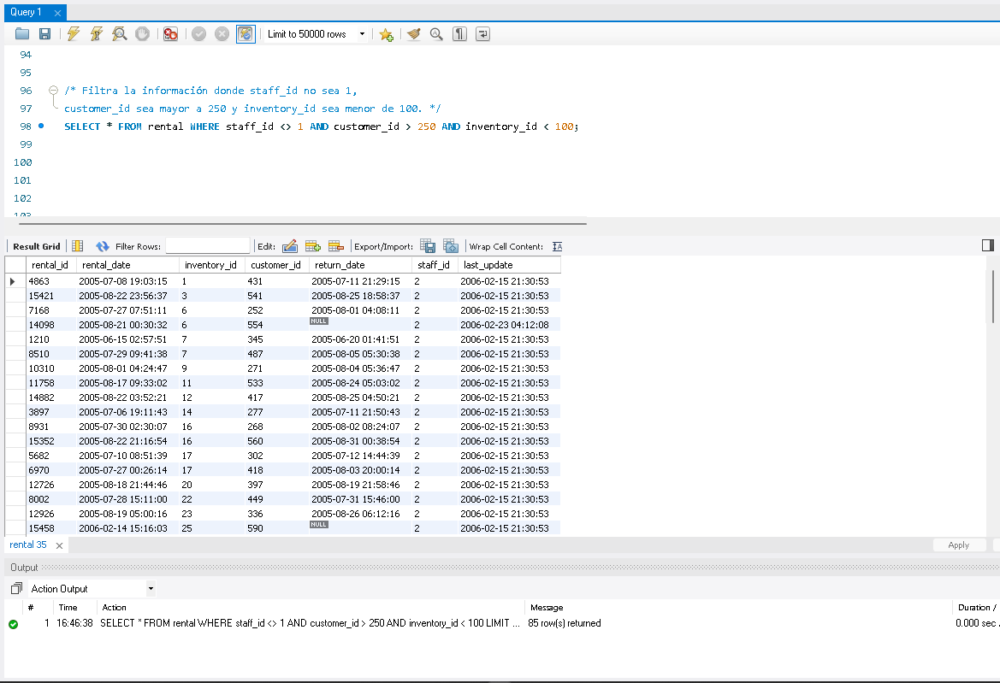 Query 1
Limit to 50000 rows
94
95
96 /* Filtra la información donde staff_id no sea 1,
97 customer_id sea mayor a 250 y inventory_id sea menor de 100. */
98 SELECT * FROM rental WHERE staff_id <> 1 AND customer_id > 250 AND inventory_id < 100;
99
100
101
102
103
Result Grid Filter Rows: Edit: Export/Import: Wrap Cell Content: IA
rental_id rental_date inventory_id customer_id return_date staff_id last_update
4863 2005-07-08 19:03:15 1 431 2005-07-11 21:29:15 2 2006-02-15 21:30:53
15421 2005-08-22 23:56:37 3 541 2005-08-25 18:58:37 2 2006-02-15 21:30:53
7168 2005-07-27 07:51:11 6 252 2005-08-01 04:08:11 2 2006-02-15 21:30:53
14098 2005-08-21 00:30:32 6 554 NULL 2 2006-02-23 04:12:08
1210 2005-06-15 02:57:51 7 345 2005-06-20 01:41:51 2 2006-02-15 21:30:53
8510 2005-07-29 09:41:38 7 487 2005-08-05 05:30:38 2 2006-02-15 21:30:53
10310 2005-08-01 04:24:47 9 271 2005-08-04 05:36:47 2 2006-02-15 21:30:53
11758 2005-08-17 09:33:02 11 533 2005-08-24 05:03:02 2 2006-02-15 21:30:53
14882 2005-08-22 03:52:21 12 417 2005-08-25 04:50:21 2 2006-02-15 21:30:53
3897 2005-07-06 19:11:43 14 277 2005-07-11 21:50:43 2 2006-02-15 21:30:53
8931 2005-07-30 02:30:07 16 268 2005-08-02 08:24:07 2 2006-02-15 21:30:53
15352 2005-08-22 21:16:54 16 560 2005-08-31 00:38:54 2 2006-02-15 21:30:53
5682 2005-07-10 08:51:39 17 302 2005-07-12 14:44:39 2 2006-02-15 21:30:53
6970 2005-07-27 00:26:14 17 418 2005-08-03 20:00:14 2 2006-02-15 21:30:53
12726 2005-08-18 21:44:46 20 397 2005-08-19 21:58:46 2 2006-02-15 21:30:53
8002 2005-07-28 15:11:00 22 449 2005-07-31 15:46:00 2 2006-02-15 21:30:53
12926 2005-08-19 05:00:16 23 336 2005-08-26 06:12:16 2 2006-02-15 21:30:53
15458 2006-02-14 15:16:03 25 590 NULL 2 2006-02-15 21:30:53
rental 35 Apply
Output
Action Output
# Time Action Message Duration /
1 16:46:38 SELECT * FROM rental WHERE staff_id <> 1 AND customer_id > 250 AND inventory_id < 100 LIMIT ... 85 row(s) returned 0.000 sec /